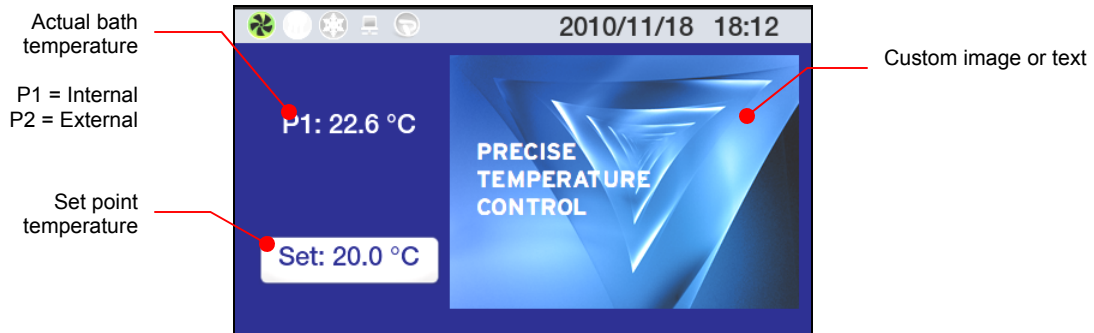 Actual bath
temperature
P1 = Internal
P2 = External
Set point
temperature
2010/11/18 18:12
P1: 22.6 °C
Set: 20.0 °C
PRECISE
TEMPERATURE
CONTROL
Custom image or text